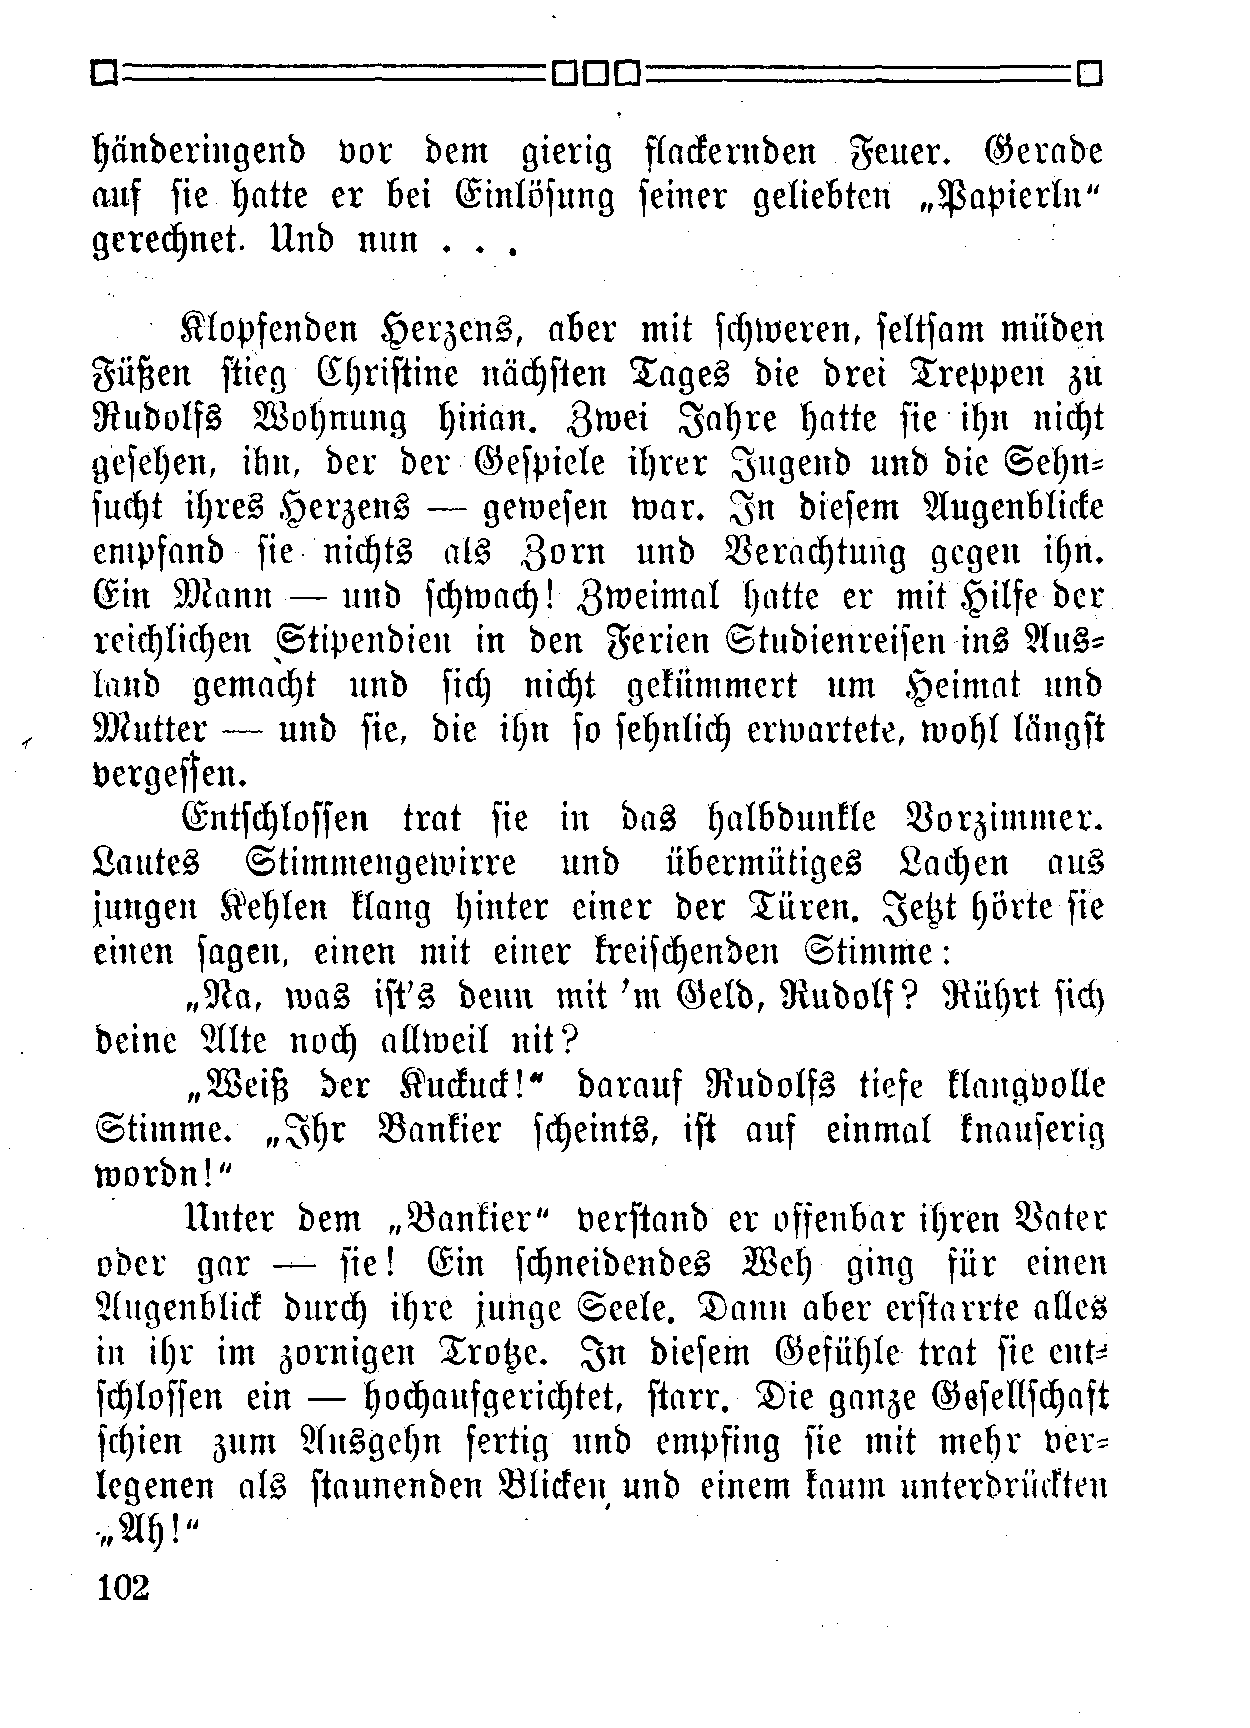 händeringend vor dem gierig flackernden Feuer. Gerade
auf sie hatte er bei Einlösung seiner geliebten „Papierln“
gerechnet. Und nun . . .
Klopfenden Herzens, aber mit schweren, seltsam müden
Füßen stieg Christine nächsten Tages die drei Treppen zu
Rudolfs Wohnung hinan. Zwei Jahre hatte sie ihn nicht
gesehen, ihn, der der Gespiele ihrer Jugend und die Sehn-
sucht ihres Herzens — gewesen war. In diesem Augenblicke
empfand sie nichts als Zorn und Verachtung gegen ihn.
Ein Mann — und schwach! Zweimal hatte er mit Hilfe der
reichlichen Stipendien in den Ferien Studienreisen ins Aus-
land gemacht und sich nicht gekümmert um Heimat und
Mutter — und sie, die ihn so sehnlich erwartete, wohl längst
vergessen.
Entschlossen trat sie in das halbdunkle Vorzimmer.
Lautes Stimmengewirre und übermütiges Lachen aus
jungen Kehlen klang hinter einer der Türen. Jetzt hörte sie
einen sagen, einen mit einer kreischenden Stimme:
„Na, was ist's denn mit 'm Geld, Rudolf? Rührt sich
deine Alte noch allweil nit?
„Weiß der Kuckuck!“ darauf Rudolfs tiefe klangvolle
Stimme. „Ihr Bankier scheints, ist auf einmal knauserig
wordn!“
Unter dem „Bankier“ verstand er offenbar ihren Vater
oder gar — sie! Ein schneidendes Weh ging für einen
Augenblick durch ihre junge Seele. Dann aber erstarrte alles
in ihr im zornigen Trotze. In diesem Gefühle trat sie ent-
schlossen ein — hochaufgerichtet, starr. Die ganze Gesellschaft
schien zum Ausgehn fertig und empfing sie mit mehr ver-
legenen als staunenden Blicken und einem kaum unterdrückten
„Ah!“
102